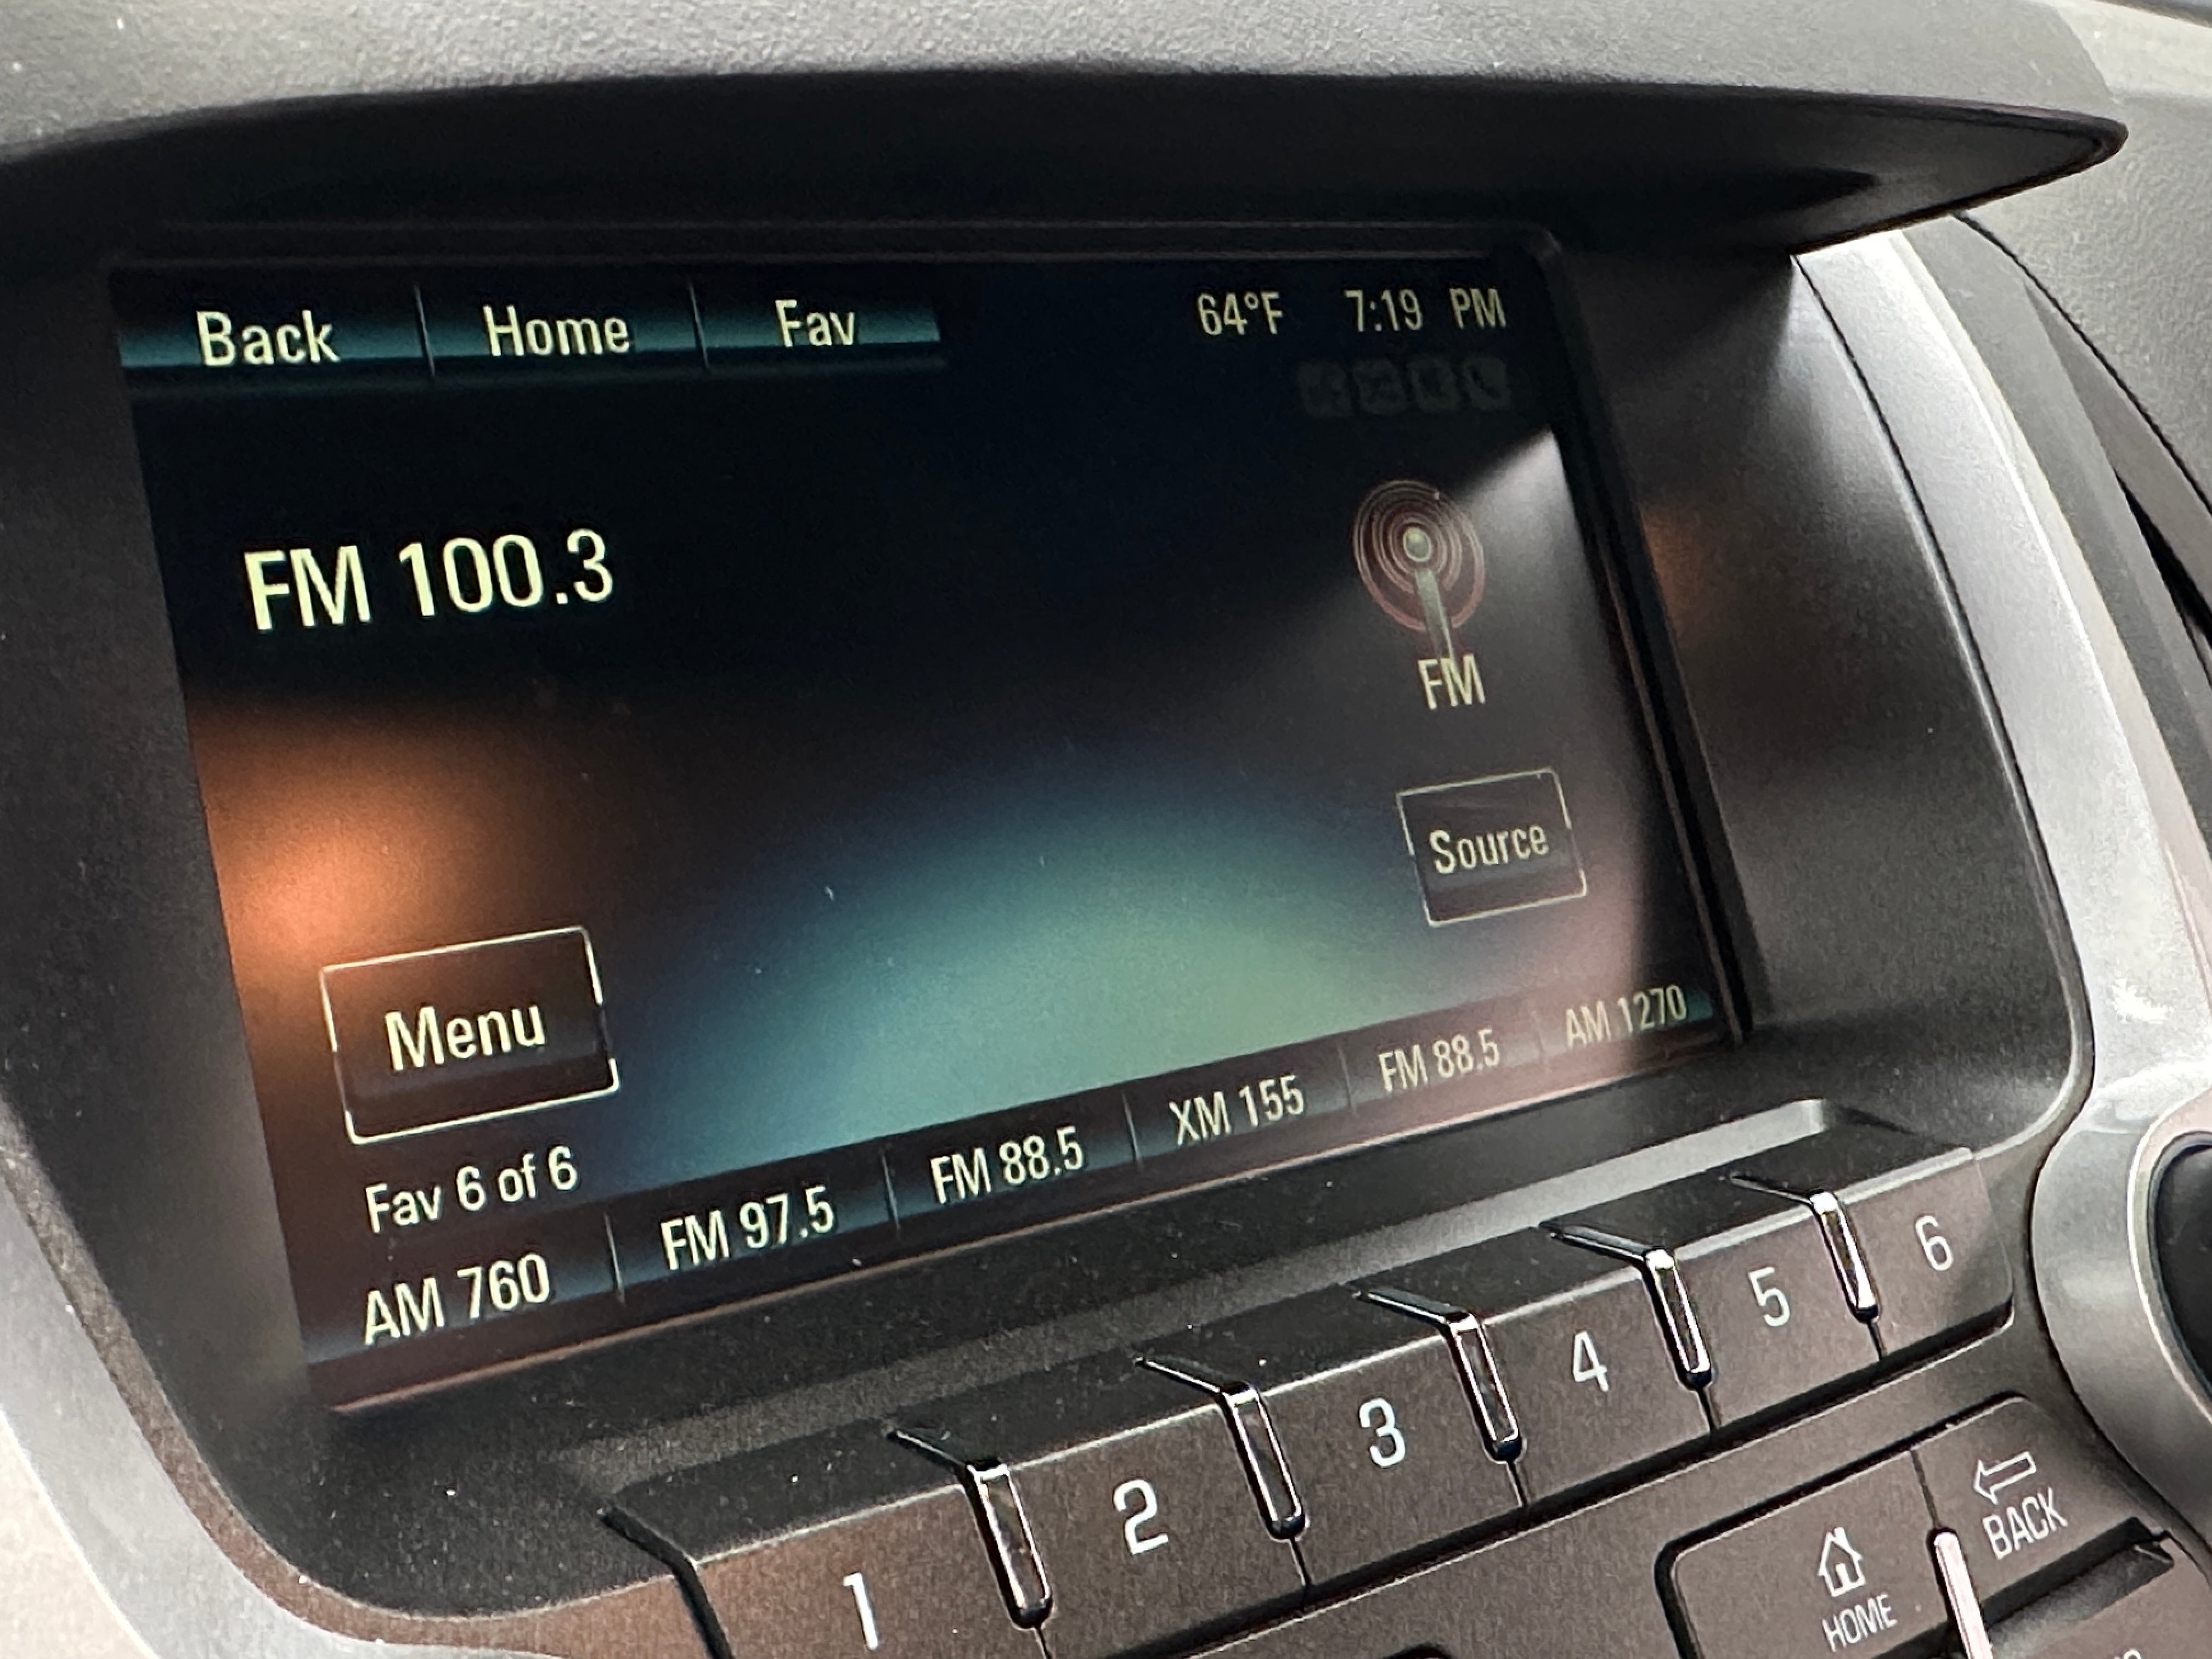 Back Home Fav 64°F 7:19 PM
FM 100.3
FM
Source
Menu
Fav 6 of 6
AM 760 FM 97.5 FM 88.5 XM 155 FM 88.5 AM 1270
1 2 3 4 5 6
HOME BACK